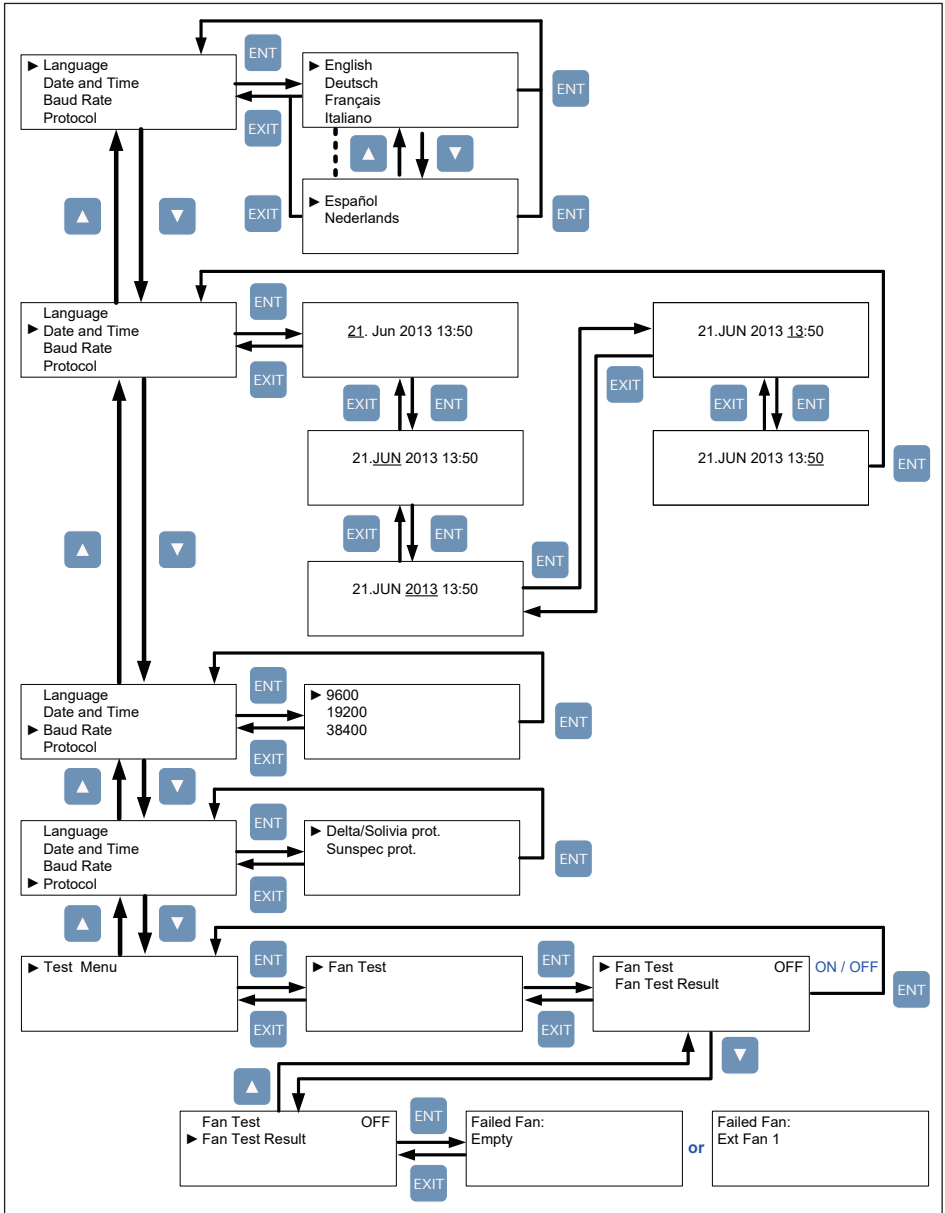 ENT
► Language
Date and Time
Baud Rate
Protocol
► English
Deutsch
Français
Italiano
ENT
EXIT
▲ ▼
EXIT
► Español
Nederlands
ENT
▲ ▼
ENT
Language
► Date and Time
Baud Rate
Protocol
21. Jun 2013 13:50
21.JUN 2013 13:50
EXIT
EXIT
EXIT ENT
EXIT ENT
21.JUN 2013 13:50
21.JUN 2013 13:50
ENT
EXIT ENT
▲ ▼
ENT
21.JUN 2013 13:50
ENT
Language
Date and Time
► Baud Rate
Protocol
► 9600
19200
38400
ENT
EXIT
▲ ▼
ENT
Language
Date and Time
Baud Rate
► Protocol
► Delta/Solivia prot.
Sunspec prot.
ENT
EXIT
▲ ▼
► Test Menu
ENT
EXIT
► Fan Test
ENT
EXIT
► Fan Test OFF
Fan Test Result
ON / OFF
ENT
▼
▲
Fan Test OFF
► Fan Test Result
ENT
EXIT
Failed Fan:
Empty
or
Failed Fan:
Ext Fan 1